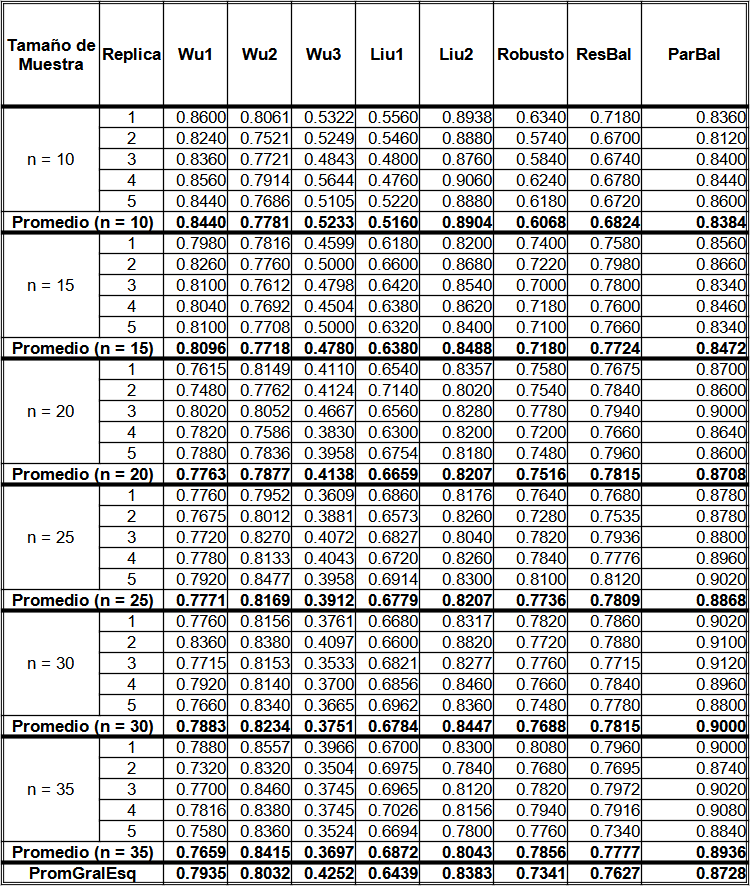 Tamaño de Muestra Replica Wu1 Wu2 Wu3 Liu1 Liu2 Robusto ResBal ParBal
n = 10
1 0.8600 0.8061 0.5322 0.5560 0.8938 0.6340 0.7180 0.8360
2 0.8240 0.7521 0.5249 0.5460 0.8880 0.5740 0.6700 0.8120
3 0.8360 0.7721 0.4843 0.4800 0.8760 0.5840 0.6740 0.8400
4 0.8560 0.7914 0.5644 0.4760 0.9060 0.6240 0.6780 0.8440
5 0.8440 0.7686 0.5105 0.5220 0.8880 0.6180 0.6720 0.8600
Promedio (n = 10) 0.8440 0.7781 0.5233 0.5160 0.8904 0.6068 0.6824 0.8384
n = 15
1 0.7980 0.7816 0.4599 0.6180 0.8200 0.7400 0.7580 0.8560
2 0.8260 0.7760 0.5000 0.6600 0.8680 0.7220 0.7980 0.8660
3 0.8100 0.7612 0.4798 0.6420 0.8540 0.7000 0.7800 0.8340
4 0.8040 0.7692 0.4504 0.6380 0.8620 0.7180 0.7600 0.8460
5 0.8100 0.7708 0.5000 0.6320 0.8400 0.7100 0.7660 0.8340
Promedio (n = 15) 0.8096 0.7718 0.4780 0.6380 0.8488 0.7180 0.7724 0.8472
n = 20
1 0.7615 0.8149 0.4110 0.6540 0.8357 0.7580 0.7675 0.8700
2 0.7480 0.7762 0.4124 0.7140 0.8020 0.7540 0.7840 0.8600
3 0.8020 0.8052 0.4667 0.6560 0.8280 0.7780 0.7940 0.9000
4 0.7820 0.7586 0.3830 0.6300 0.8200 0.7200 0.7660 0.8640
5 0.7880 0.7836 0.3958 0.6754 0.8180 0.7480 0.7960 0.8600
Promedio (n = 20) 0.7763 0.7877 0.4138 0.6659 0.8207 0.7516 0.7815 0.8708
n = 25
1 0.7760 0.7952 0.3609 0.6860 0.8176 0.7640 0.7680 0.8780
2 0.7675 0.8012 0.3881 0.6573 0.8260 0.7280 0.7535 0.8780
3 0.7720 0.8270 0.4072 0.6827 0.8040 0.7820 0.7936 0.8800
4 0.7780 0.8133 0.4043 0.6720 0.8260 0.7840 0.7776 0.8960
5 0.7920 0.8477 0.3958 0.6914 0.8300 0.8100 0.8120 0.9020
Promedio (n = 25) 0.7771 0.8169 0.3912 0.6779 0.8207 0.7736 0.7809 0.8868
n = 30
1 0.7760 0.8156 0.3761 0.6680 0.8317 0.7820 0.7860 0.9020
2 0.8360 0.8380 0.4097 0.6600 0.8820 0.7720 0.7880 0.9100
3 0.7715 0.8153 0.3533 0.6821 0.8277 0.7760 0.7715 0.9120
4 0.7920 0.8140 0.3700 0.6856 0.8460 0.7660 0.7840 0.8960
5 0.7660 0.8340 0.3665 0.6962 0.8360 0.7480 0.7780 0.8800
Promedio (n = 30) 0.7883 0.8234 0.3751 0.6784 0.8447 0.7688 0.7815 0.9000
n = 35
1 0.7880 0.8557 0.3966 0.6700 0.8300 0.8080 0.7960 0.9000
2 0.7320 0.8320 0.3504 0.6975 0.7840 0.7680 0.7695 0.8740
3 0.7700 0.8460 0.3745 0.6965 0.8120 0.7820 0.7972 0.9020
4 0.7816 0.8380 0.3745 0.7026 0.8156 0.7940 0.7916 0.9080
5 0.7580 0.8360 0.3524 0.6694 0.7800 0.7760 0.7340 0.8840
Promedio (n = 35) 0.7659 0.8415 0.3697 0.6872 0.8043 0.7856 0.7777 0.8936
PromGralEsq 0.7935 0.8032 0.4252 0.6439 0.8383 0.7341 0.7627 0.8728